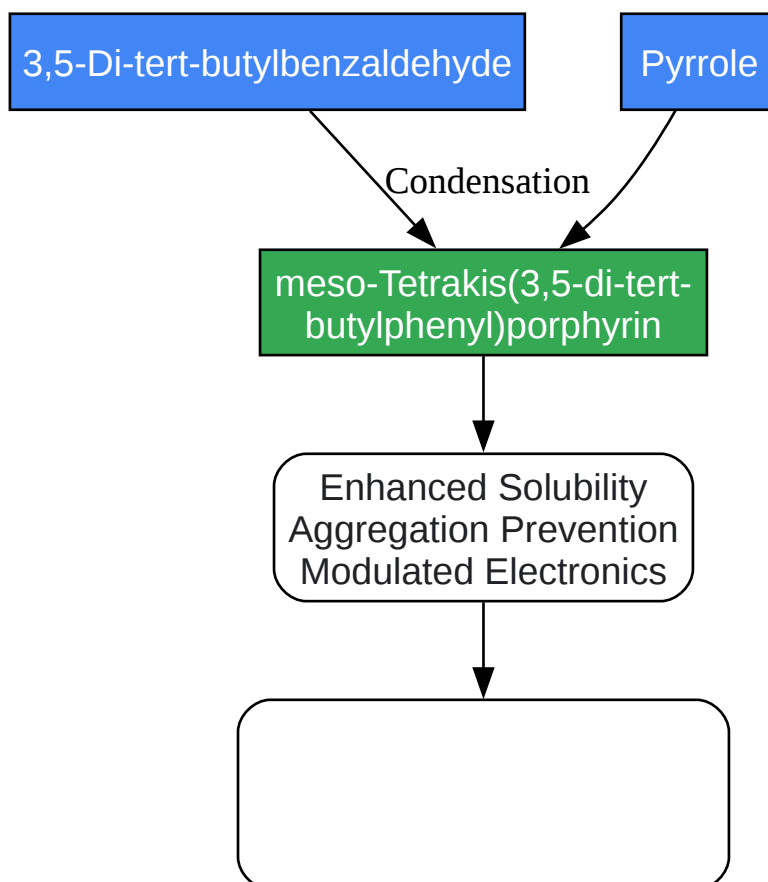 3,5-Di-tert-butylbenzaldehyde
Pyrrole
Condensation
meso-Tetrakis(3,5-di-tert-
butylphenyl)porphyrin
Enhanced Solubility
Aggregation Prevention
Modulated Electronics